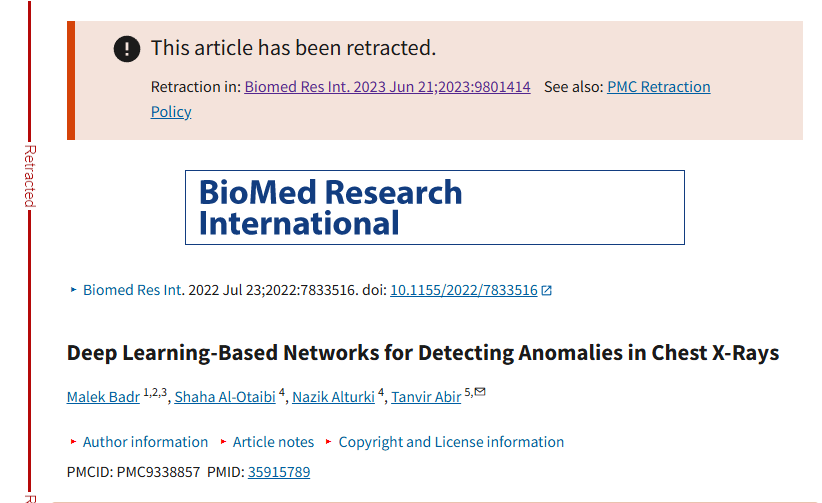 This article has been retracted.
Retraction in: Biomed Res Int. 2023 Jun 21;2023:9801414 See also: PMC Retraction
Policy
Retracted
BioMed Research
International
Biomed Res Int. 2022 Jul 23;2022:7833516. doi: 10.1155/2022/7833516
Deep Learning-Based Networks for Detecting Anomalies in Chest X-Rays
Malek Badr 1,2,3, Shaha Al-Otaibi 4, Nazik Alturki 4, Tanvir Abir 5,
Author information Article notes Copyright and License information
PMCID: PMC9338857 PMID: 35915789
R